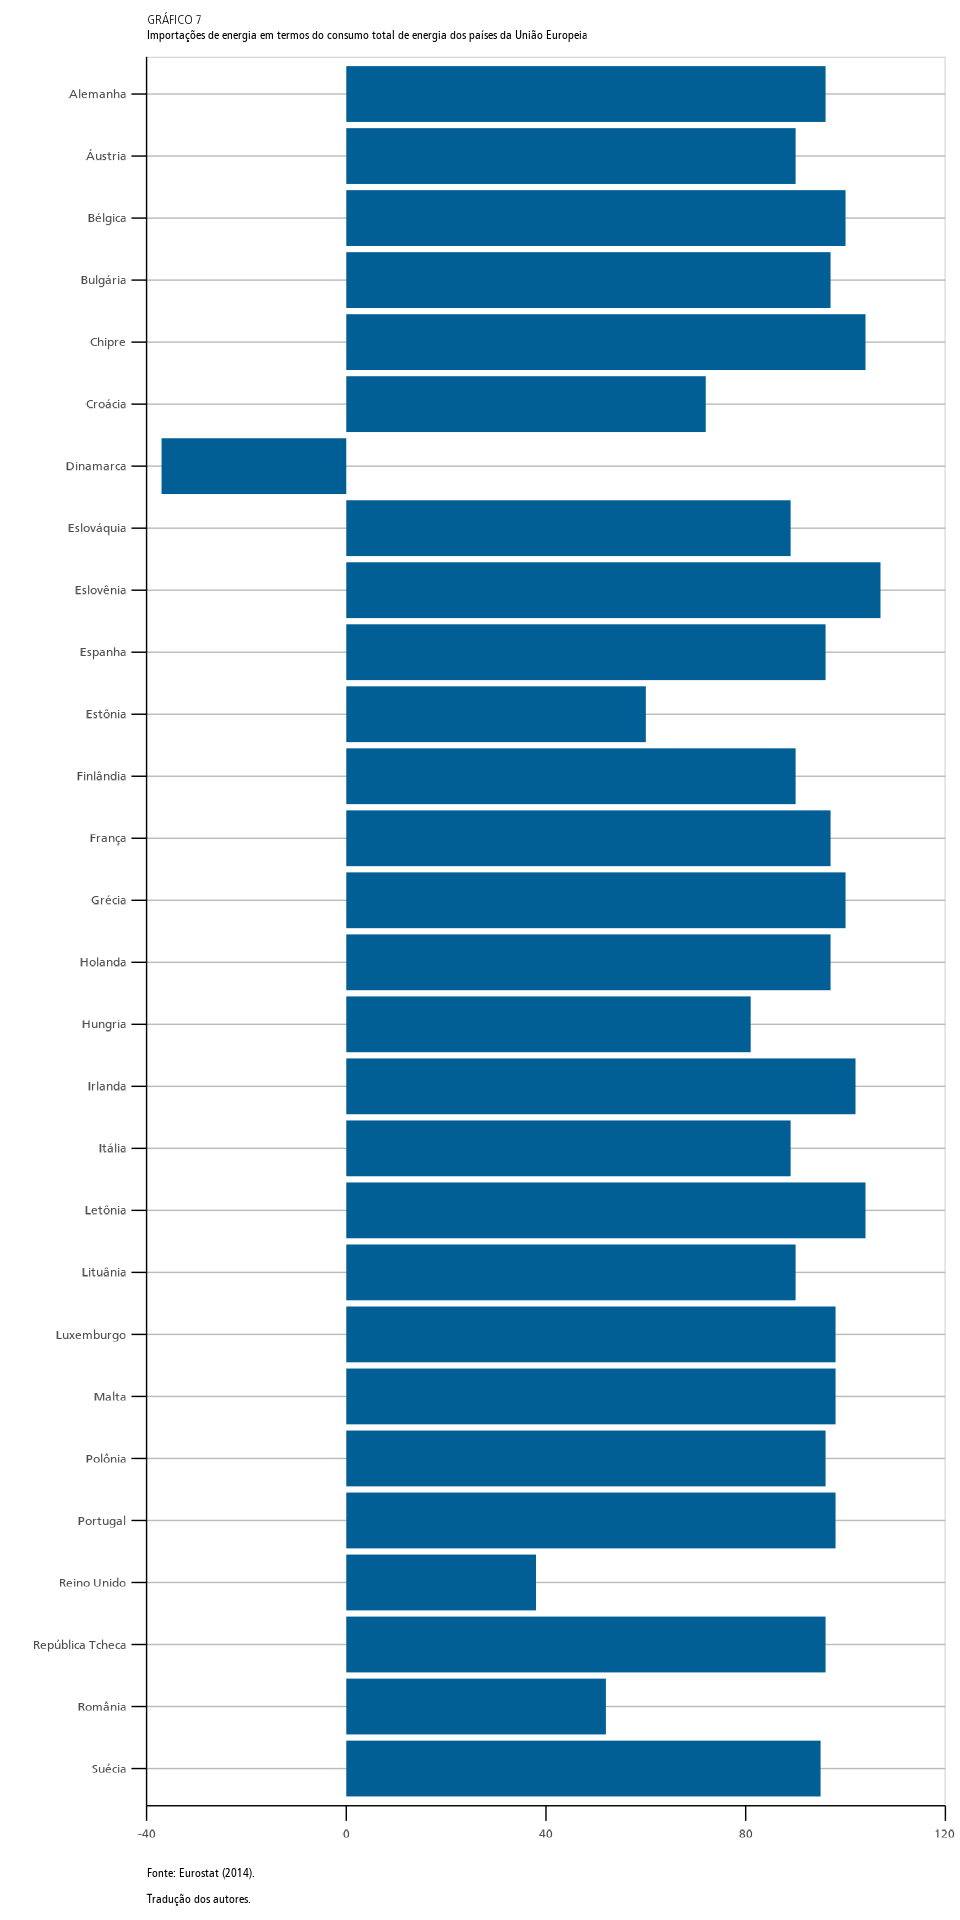 GRÁFICO 7
Importações de energia em termos do consumo total de energia dos países da União Europeia
Alemanha
Áustria
Bélgica
Bulgária
Chipre
Croácia
Dinamarca
Eslováquia
Eslovênia
Espanha
Estônia
Finlândia
França
Grécia
Holanda
Hungria
Irlanda
Itália
Letônia
Lituânia
Luxemburgo
Malta
Polônia
Portugal
Reino Unido
República Tcheca
România
Suécia
-40 0 40 80 120
Fonte: Eurostat (2014).
Tradução dos autores.